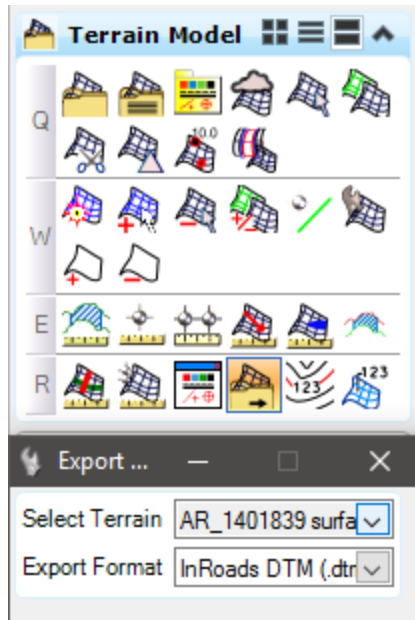 Terrain Model
Q
10.0
W
E
R
123
123
Export ...
Select Terrain AR_1401839 surfa
Export Format InRoads DTM (.dtr